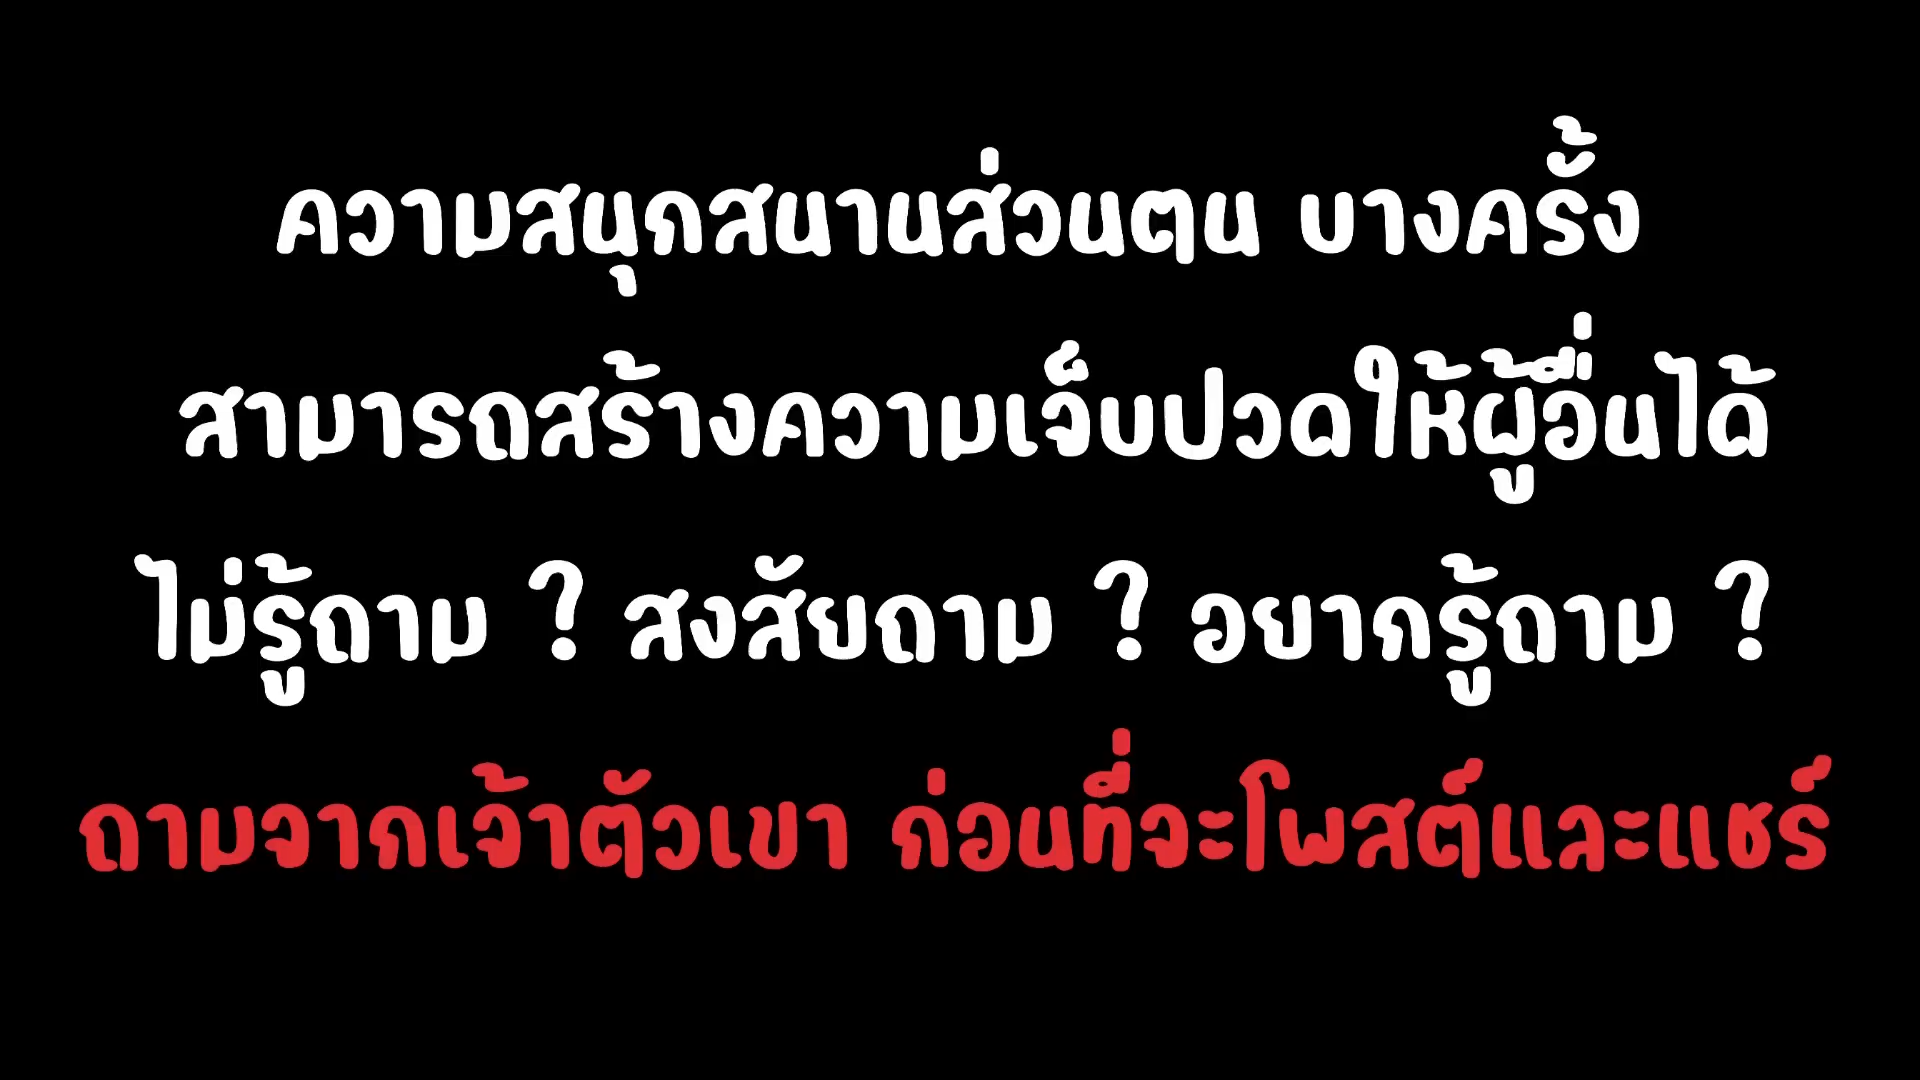 ความสนุกสนานส่วนตน บางครั้ง
สามารถสร้างความเจ็บปวดให้ผู้อื่นได้
ไม่รู้ถาม ? สงสัยถาม ? อยากรู้ถาม ?
ถามจากเจ้าตัวเขา ก่อนที่จะโพสต์และแชร์